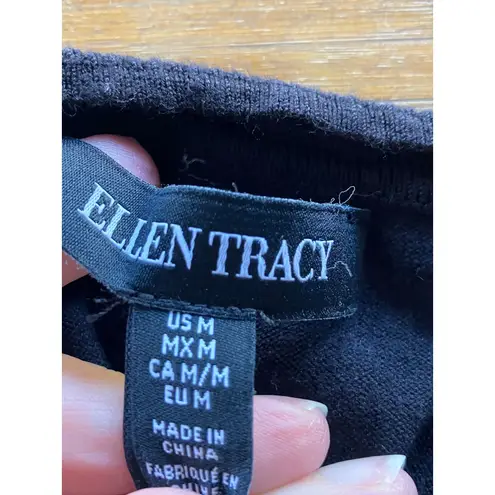 ELLEN TRACY
US M
MX M
CA M/M
EU M
MADE IN
CHINA
FABRIQUÉ EN